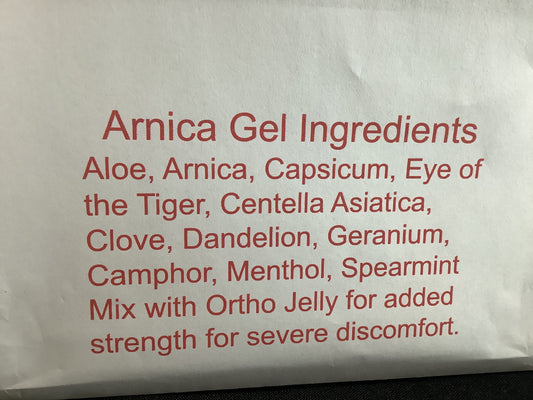 Arnica Gel Ingredients
Aloe, Arnica, Capsicum, Eye of
the Tiger, Centella Asiatica,
Clove, Dandelion, Geranium,
Camphor, Menthol, Spearmint
Mix with Ortho Jelly for added
strength for severe discomfort.